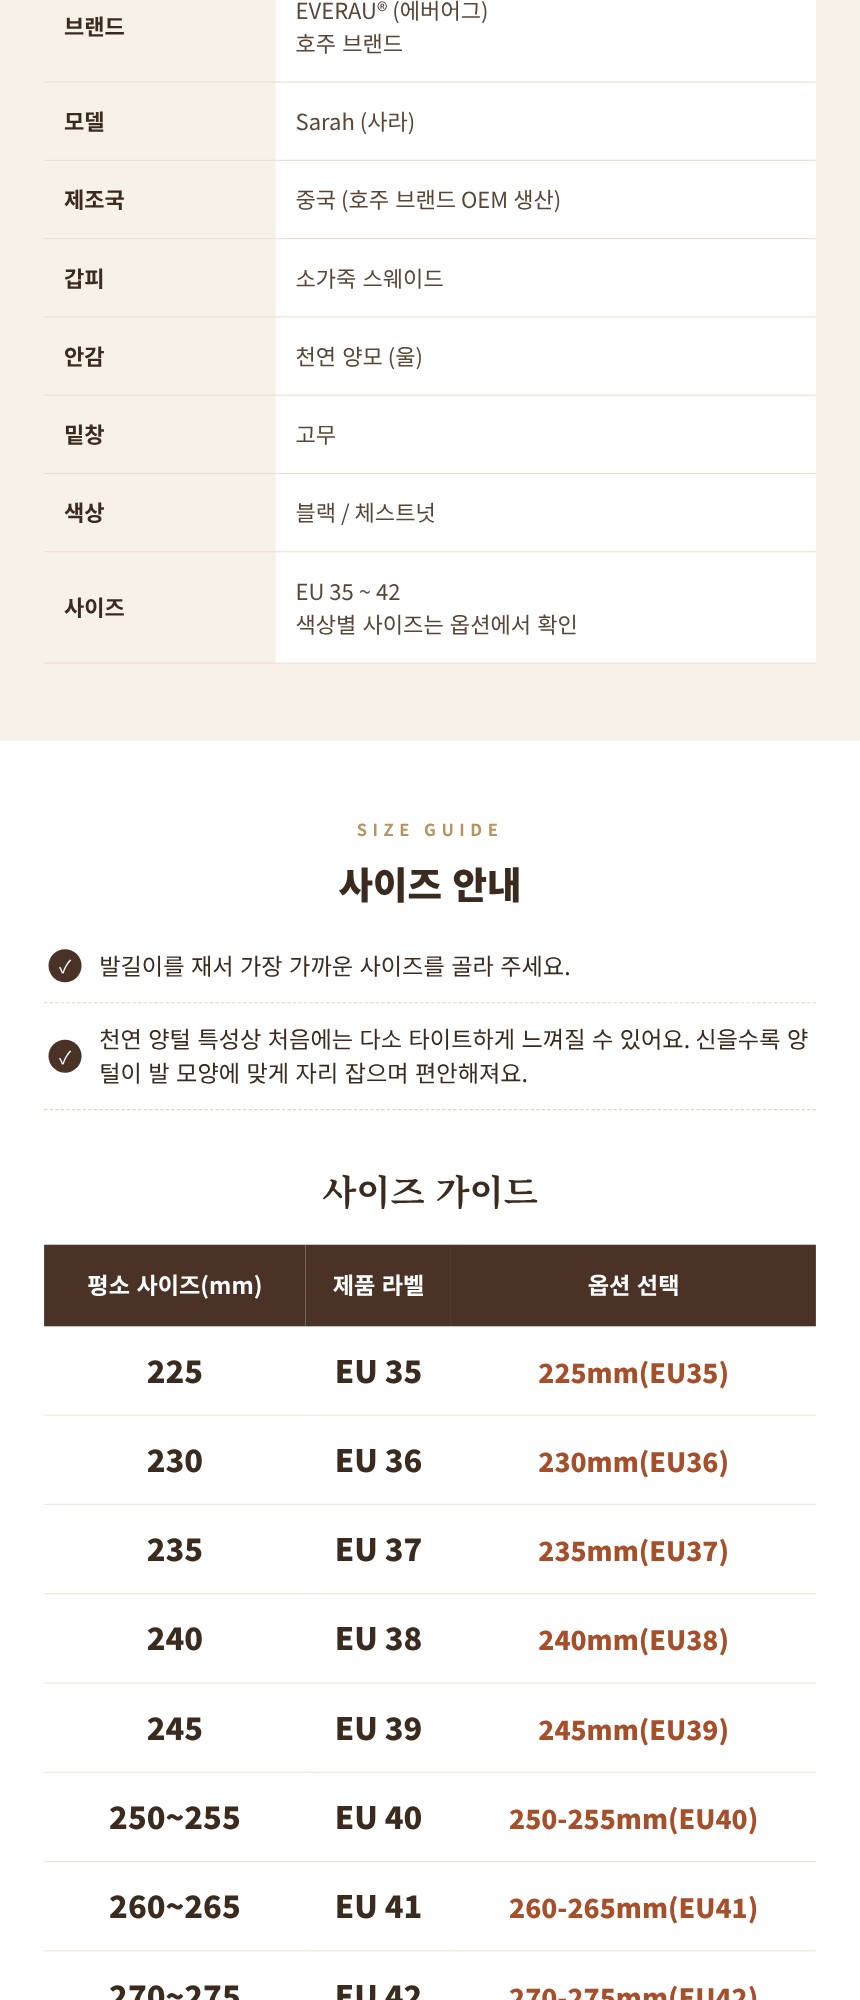 브랜드
EVERAU® (에버어그)
호주 브랜드
모델
Sarah (사라)
제조국
중국 (호주 브랜드 OEM 생산)
갑피
소가죽 스웨이드
안감
천연 양모 (울)
밑창
고무
색상
블랙 / 체스트넛
사이즈
EU 35 ~ 42
색상별 사이즈는 옵션에서 확인
SIZE GUIDE
사이즈 안내
✓ 발길이를 재서 가장 가까운 사이즈를 골라 주세요.
✓ 천연 양털 특성상 처음에는 다소 타이트하게 느껴질 수 있어요. 신을수록 양
털이 발 모양에 맞게 자리 잡으며 편안해져요.
사이즈 가이드
평소 사이즈(mm) 제품 라벨 옵션 선택
225 EU 35 225mm(EU35)
230 EU 36 230mm(EU36)
235 EU 37 235mm(EU37)
240 EU 38 240mm(EU38)
245 EU 39 245mm(EU39)
250~255 EU 40 250-255mm(EU40)
260~265 EU 41 260-265mm(EU41)
270~275 EU 42 270-275mm(EU42)